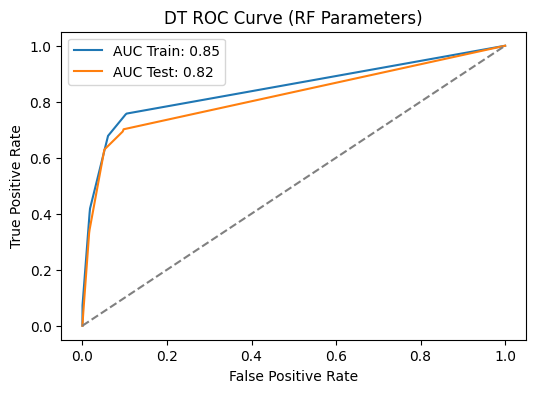 DT ROC Curve (RF Parameters)
AUC Train: 0.85
AUC Test: 0.82
True Positive Rate
1.0
0.8
0.6
0.4
0.2
0.0
0.0 0.2 0.4 0.6 0.8 1.0
False Positive Rate